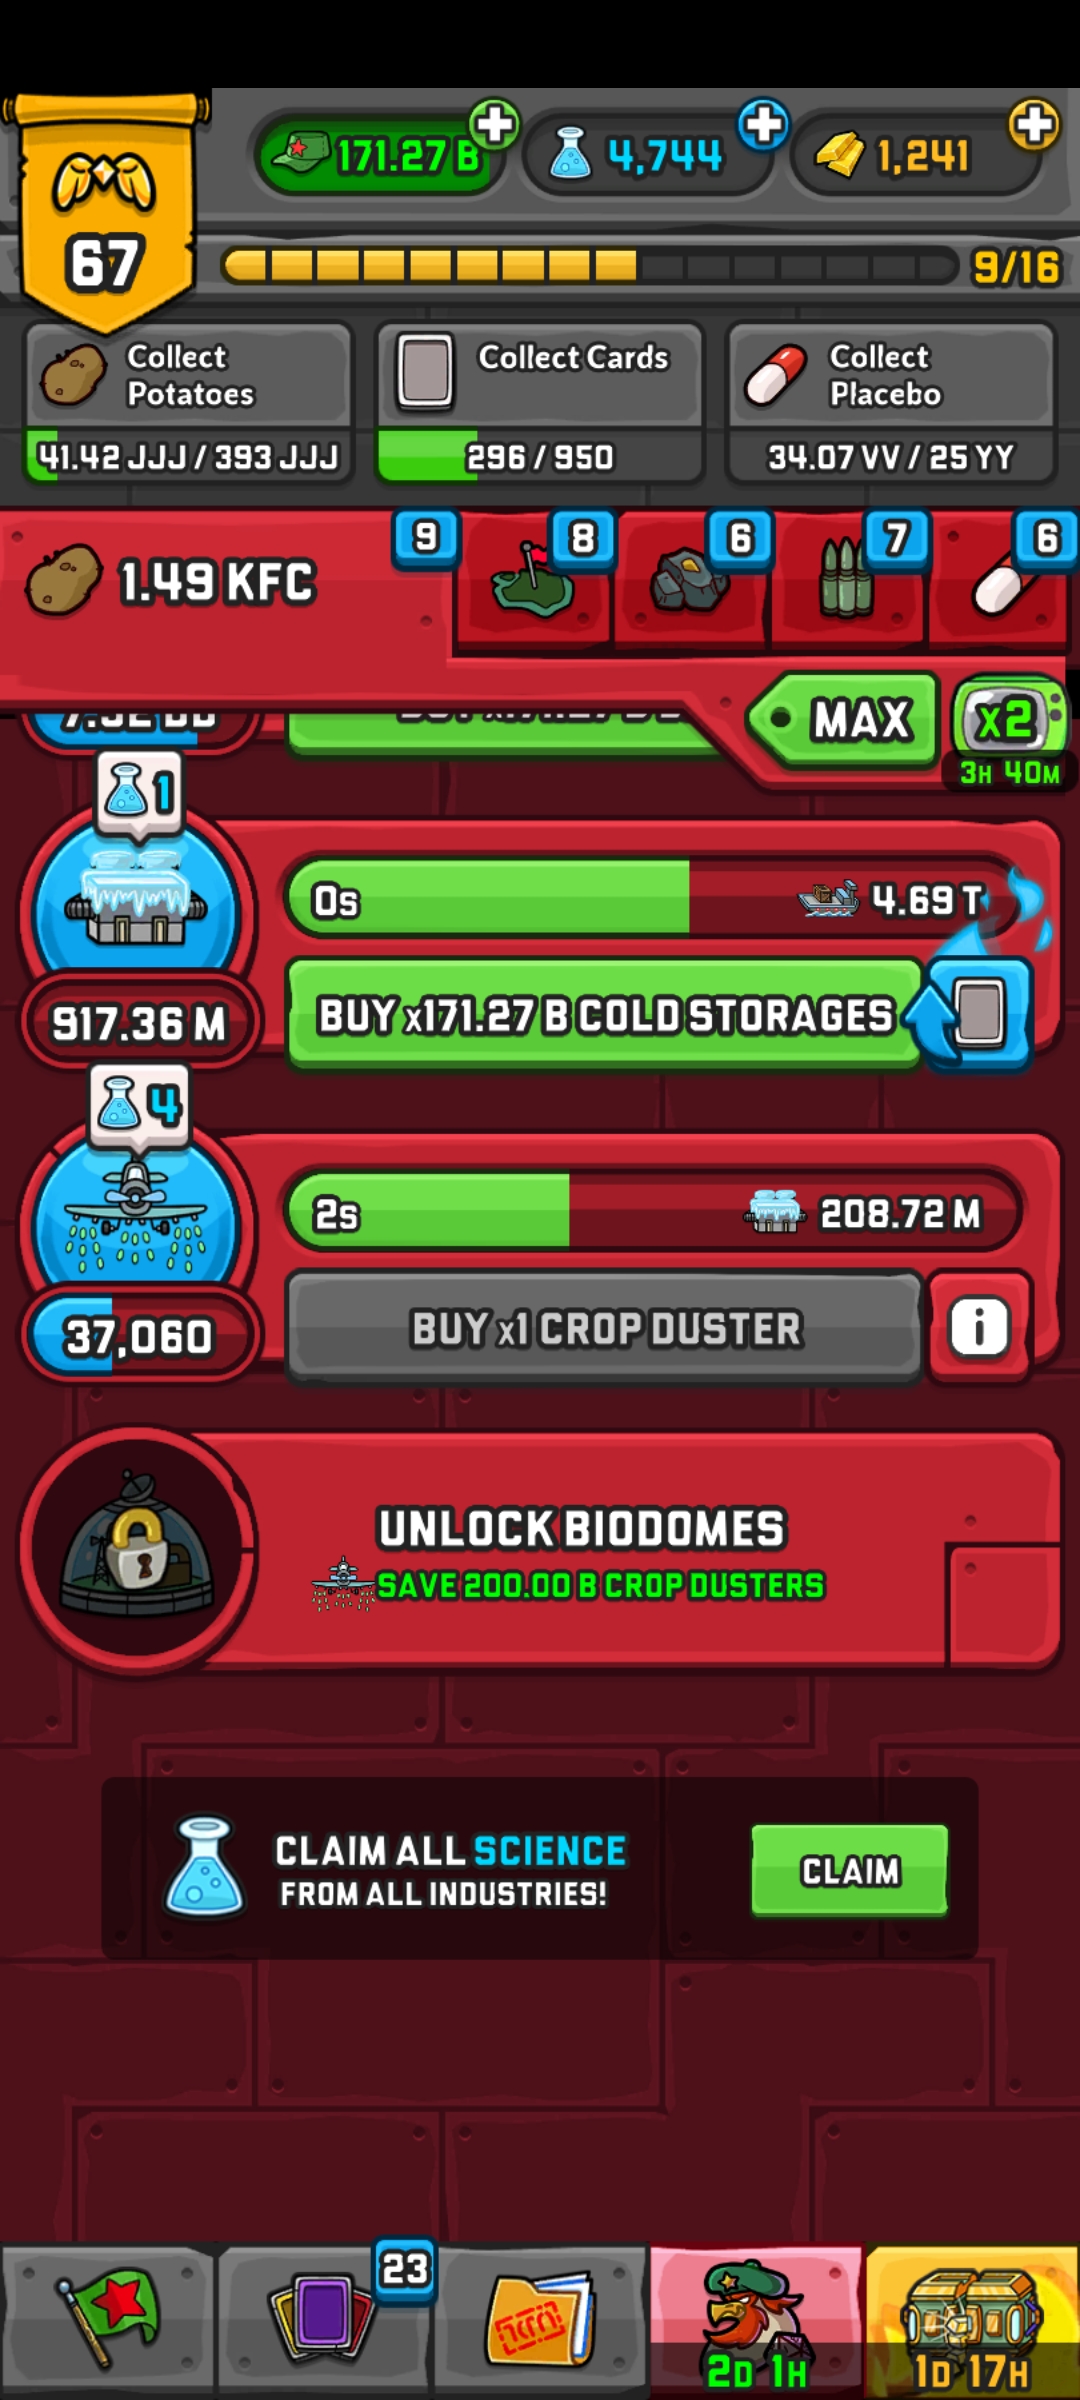 171.27 B
4,744
1,241
67
9/16
Collect
Potatoes
41.42 JJJ / 393 JJJ
Collect Cards
296 / 950
Collect
Placebo
34.07 VV / 25 YY
1.49 KFC
9
8
6
7
6
MAX
x2
3H 40M
1
0s
4.69 T
917.36 M
BUY x171.27 B COLD STORAGES
4
2s
208.72 M
37,060
BUY x1 CROP DUSTER
i
UNLOCK BIODOMES
SAVE 200.00 B CROP DUSTERS
CLAIM ALL SCIENCE
FROM ALL INDUSTRIES!
CLAIM
23
2D 1H
1D 17H